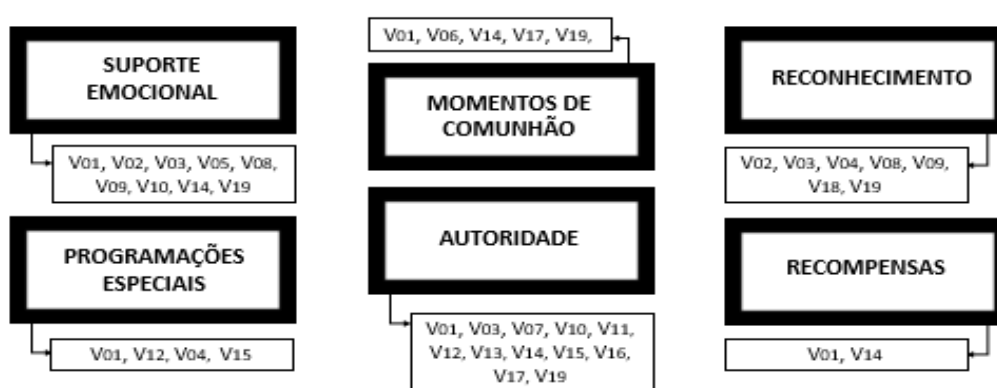 SUPORTE
EMOCIONAL
V01, V02, V03, V05, V08,
V09, V10, V14, V19
PROGRAMAÇÕES
ESPECIAIS
V01, V12, V04, V15
V01, V06, V14, V17, V19,
MOMENTOS DE
COMUNHÃO
AUTORIDADE
V01, V03, V07, V10, V11,
V12, V13, V14, V15, V16,
V17, V19
RECONHECIMENTO
V02, V03, V04, V08, V09,
V18, V19
RECOMPENSAS
V01, V14